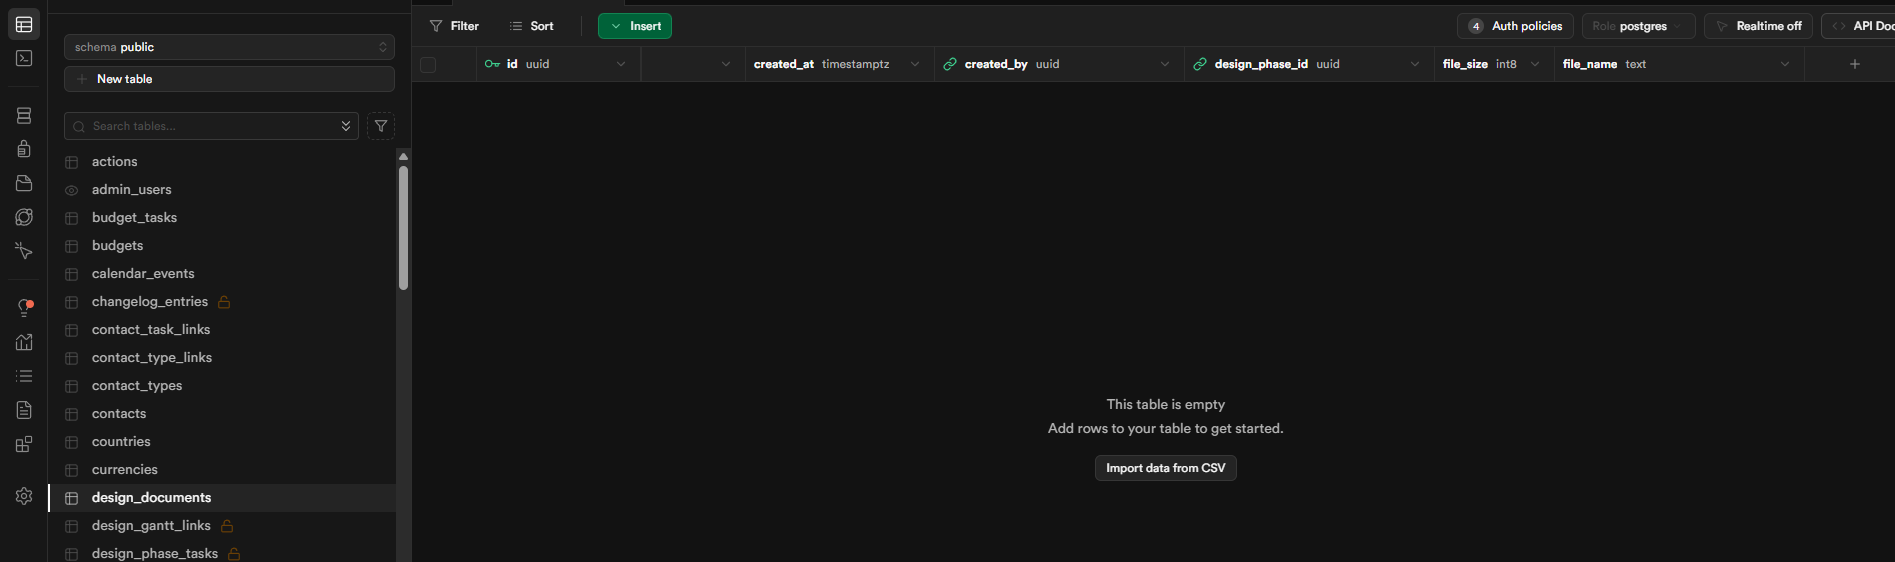 schema public
New table
Search tables...
actions
admin_users
budget_tasks
budgets
calendar_events
changelog_entries
contact_task_links
contact_type_links
contact_types
contacts
countries
currencies
design_documents
design_gantt_links
design_phase_tasks
Filter Sort Insert 4 Auth policies Role postgres Realtime off API Doc
id uuid created_at timestamptz created_by uuid design_phase_id uuid file_size int8 file_name text
This table is empty
Add rows to your table to get started.
Import data from CSV